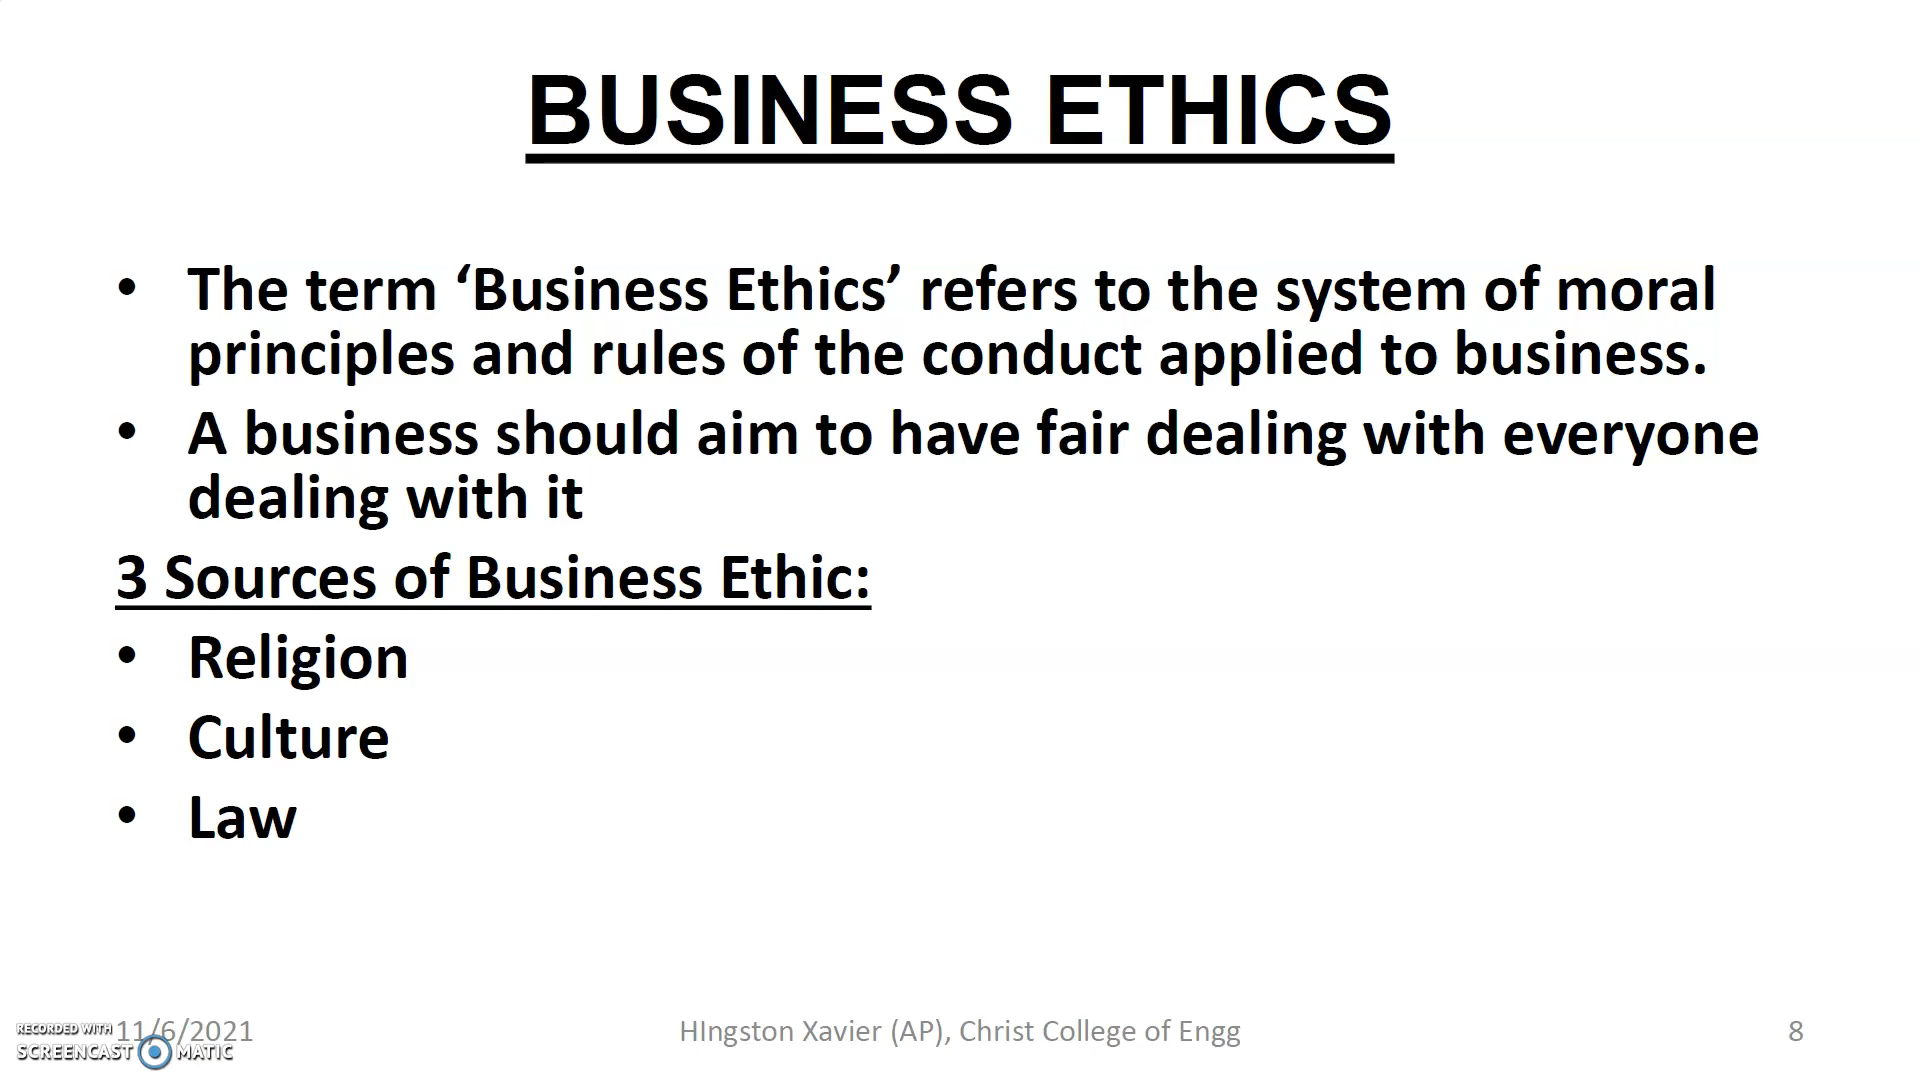 BUSINESS ETHICS
• The term ‘Business Ethics’ refers to the system of moral
principles and rules of the conduct applied to business.
• A business should aim to have fair dealing with everyone
dealing with it
3 Sources of Business Ethic:
• Religion
• Culture
• Law
RECORDED WITH
SCREENCAST MATIC
11/6/2021
HIngston Xavier (AP), Christ College of Engg
8